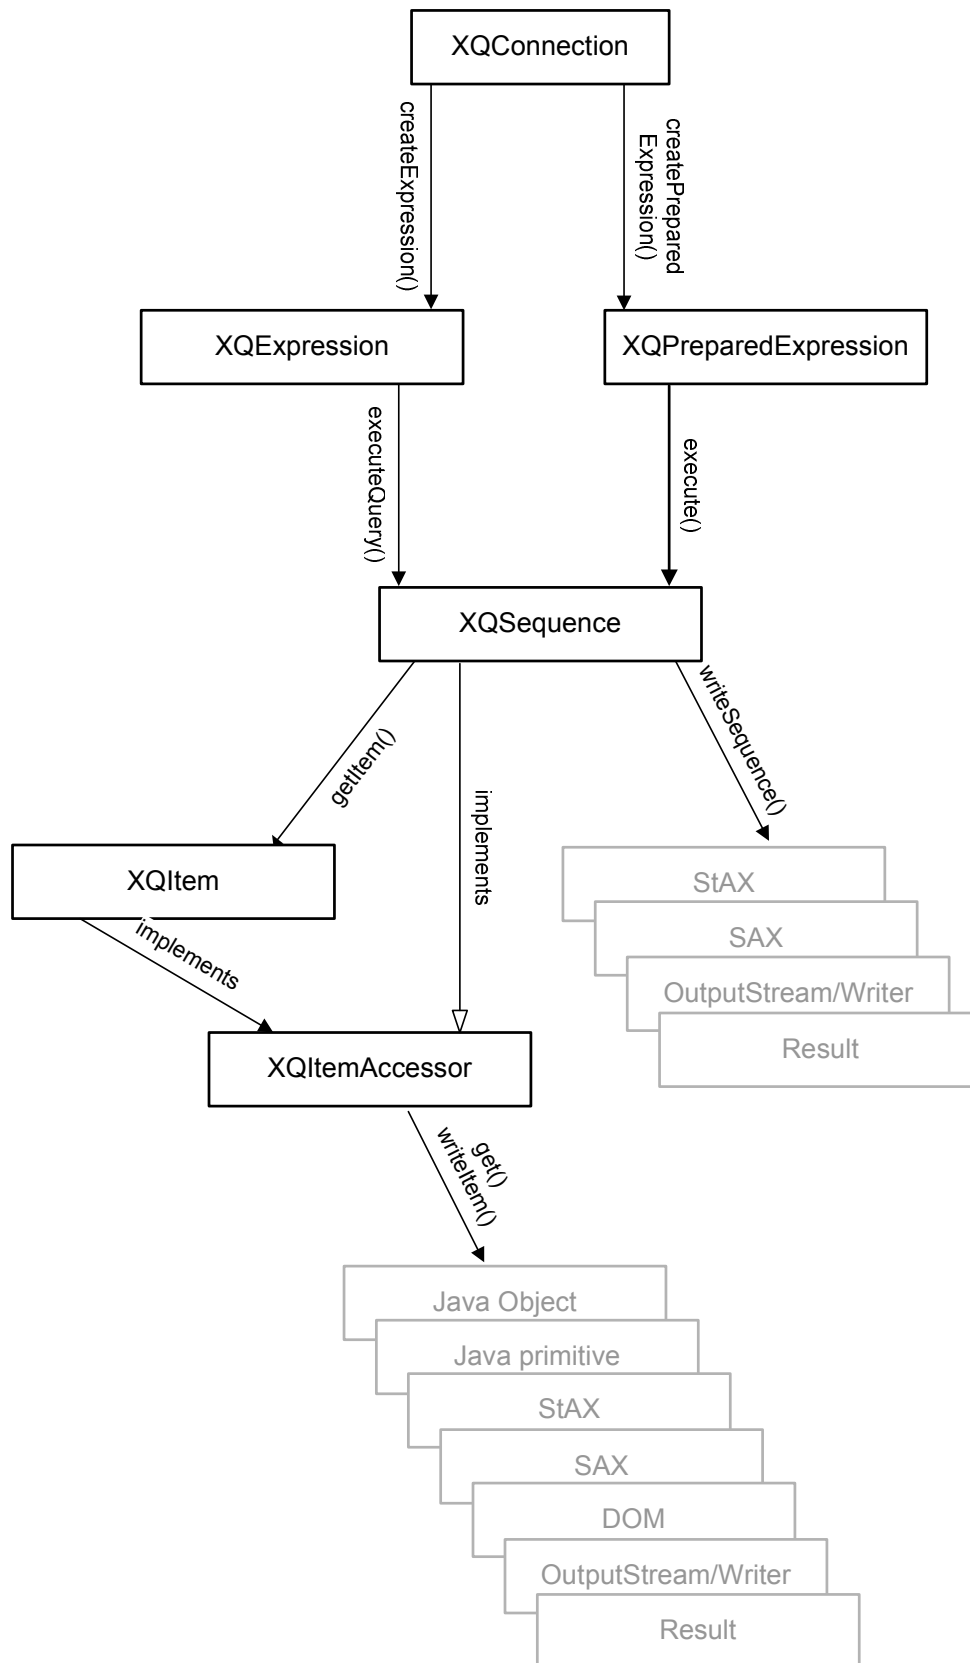 XQConnection
createExpression()
createPrepared
Expression()
XQExpression
XQPreparedExpression
executeQuery()
execute()
XQSequence
getItem()
implements
writeSequence()
XQItem
implements
StAX
SAX
OutputStream/Writer
Result
XQItemAccessor
get()
writeItem()
Java Object
Java primitive
StAX
SAX
DOM
OutputStream/Writer
Result